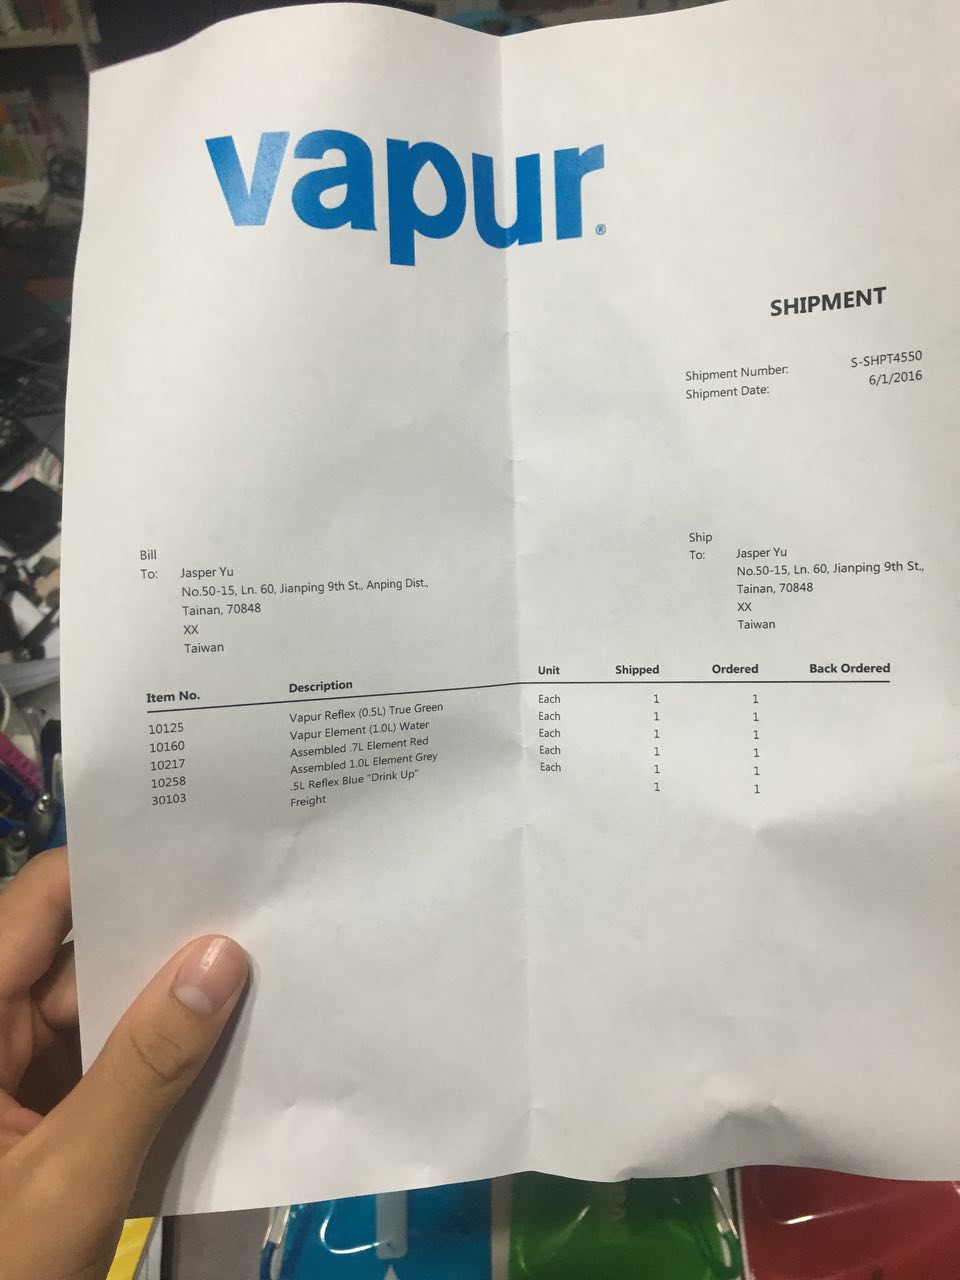 vapur®
SHIPMENT
Shipment Number: S-SHPT4550
Shipment Date: 6/1/2016
Bill
To: Jasper Yu
No.50-15, Ln. 60, Jianping 9th St., Anping Dist.,
Tainan, 70848
XX
Taiwan
Ship
To: Jasper Yu
No.50-15, Ln. 60, Jianping 9th St.,
Tainan, 70848
XX
Taiwan
Item No. Description Unit Shipped Ordered Back Ordered
10125 Vapur Reflex (0.5L) True Green Each 1 1
10160 Vapur Element (1.0L) Water Each 1 1
10217 Assembled .7L Element Red Each 1 1
10258 Assembled 1.0L Element Grey Each 1 1
30103 .5L Reflex Blue "Drink Up" Each 1 1
Freight 1 1